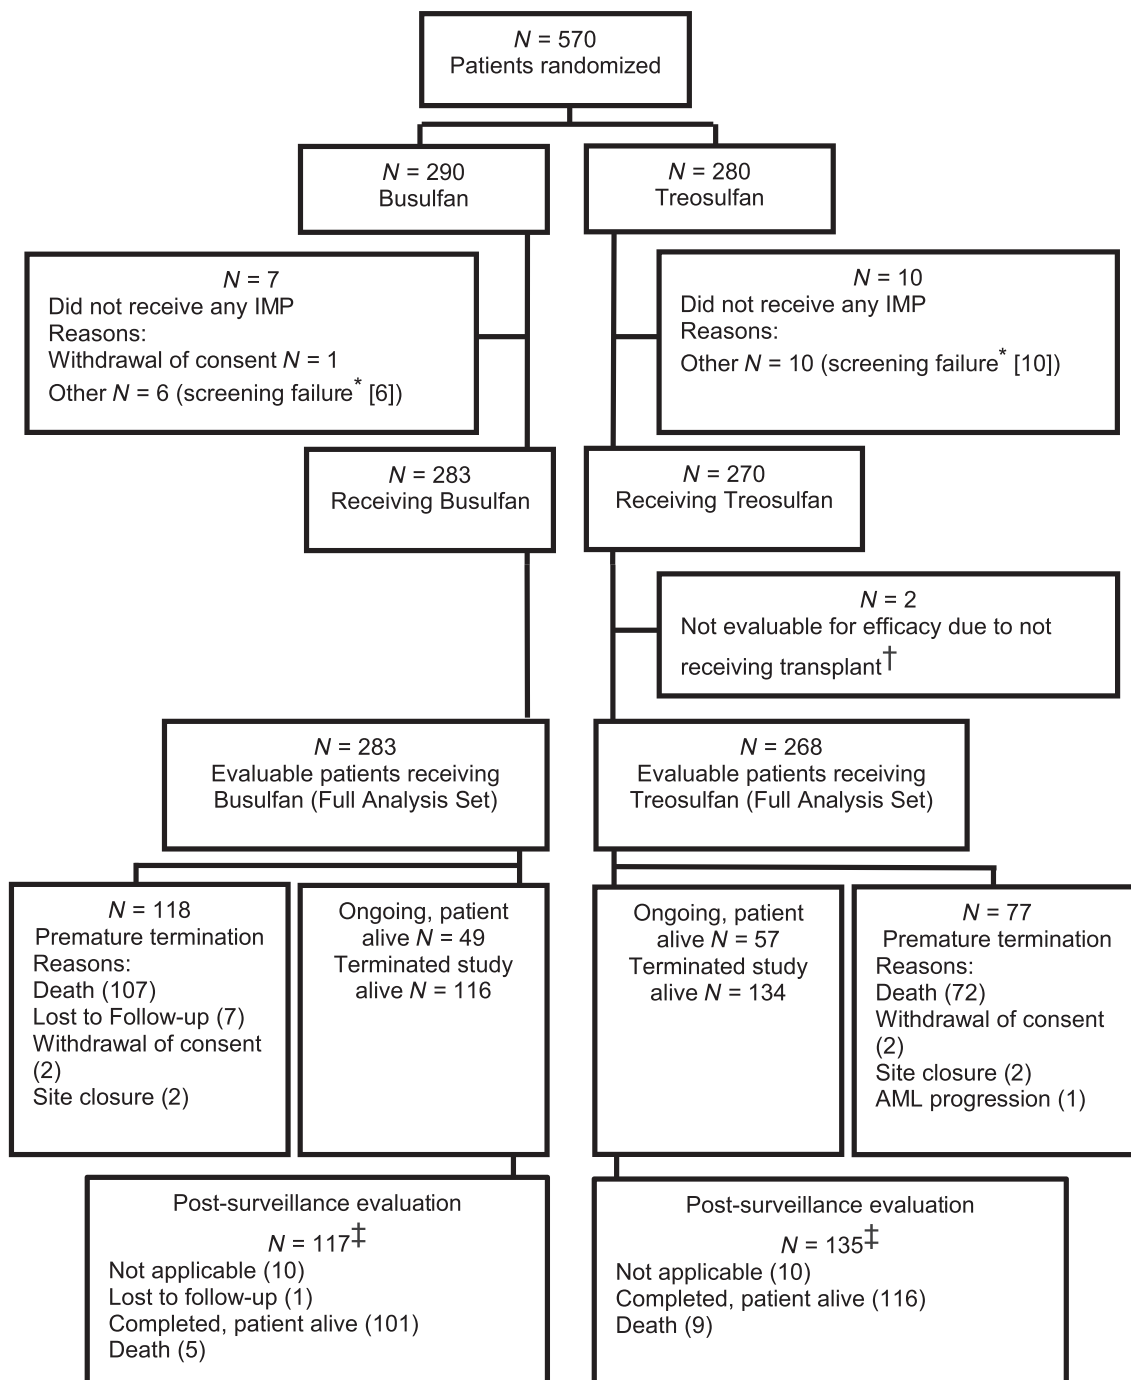 N = 570
Patients randomized
N = 290
Busulfan
N = 280
Treosulfan
N = 7
Did not receive any IMP
Reasons:
Withdrawal of consent N = 1
Other N = 6 (screening failure* [6])
N = 10
Did not receive any IMP
Reasons:
Other N = 10 (screening failure* [10])
N = 283
Receiving Busulfan
N = 270
Receiving Treosulfan
N = 2
Not evaluable for efficacy due to not
receiving transplant†
N = 283
Evaluable patients receiving
Busulfan (Full Analysis Set)
N = 268
Evaluable patients receiving
Treosulfan (Full Analysis Set)
N = 118
Premature termination
Reasons:
Death (107)
Lost to Follow-up (7)
Withdrawal of consent
(2)
Site closure (2)
Ongoing, patient
alive N = 49
Terminated study
alive N = 116
Ongoing, patient
alive N = 57
Terminated study
alive N = 134
N = 77
Premature termination
Reasons:
Death (72)
Withdrawal of consent
(2)
Site closure (2)
AML progression (1)
Post-surveillance evaluation
N = 117‡
Not applicable (10)
Lost to follow-up (1)
Completed, patient alive (101)
Death (5)
Post-surveillance evaluation
N = 135‡
Not applicable (10)
Completed, patient alive (116)
Death (9)